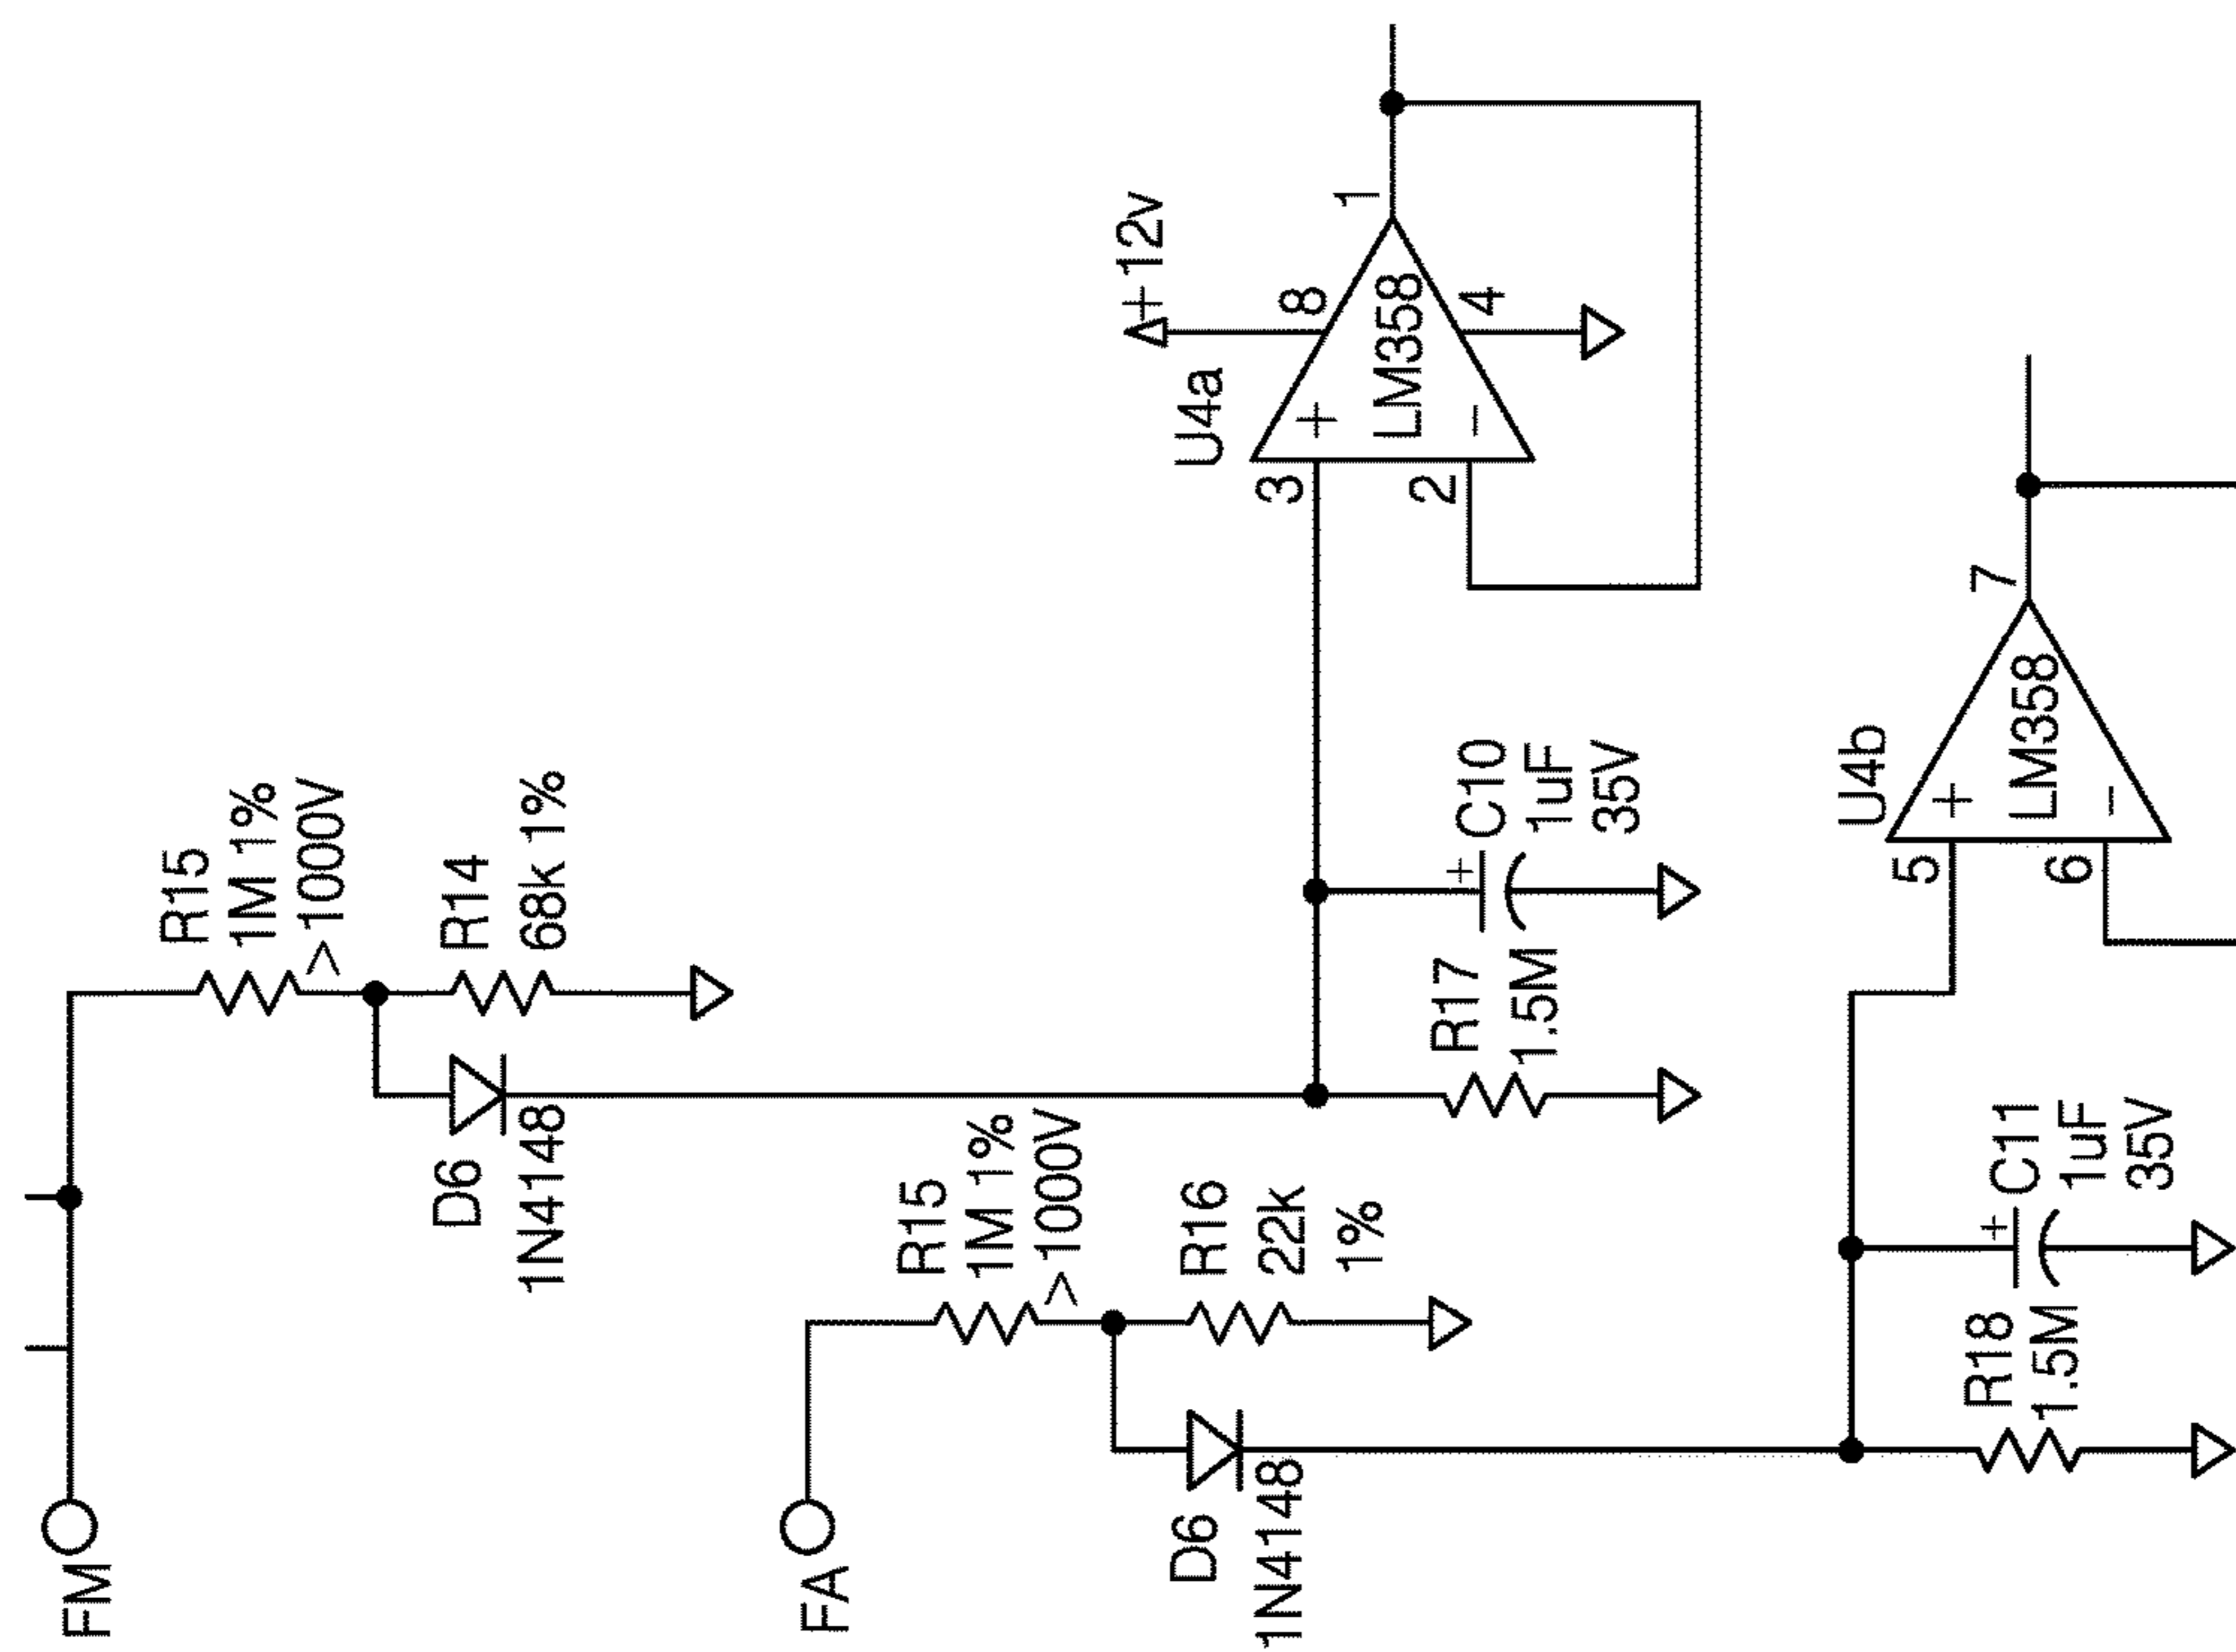 FM
R15
1M 1%
>1000V
R14
68k 1%
D6
1N4148
FA
R15
1M 1%
>1000V
R16
22k
1%
D6
1N4148
+12v
U4a
8
3
+
LM358
1
2
−
4
R17
1.5M
+
C10
1uF
35V
U4b
5
+
LM358
7
6
−
R18
1.5M
+
C11
1uF
35V